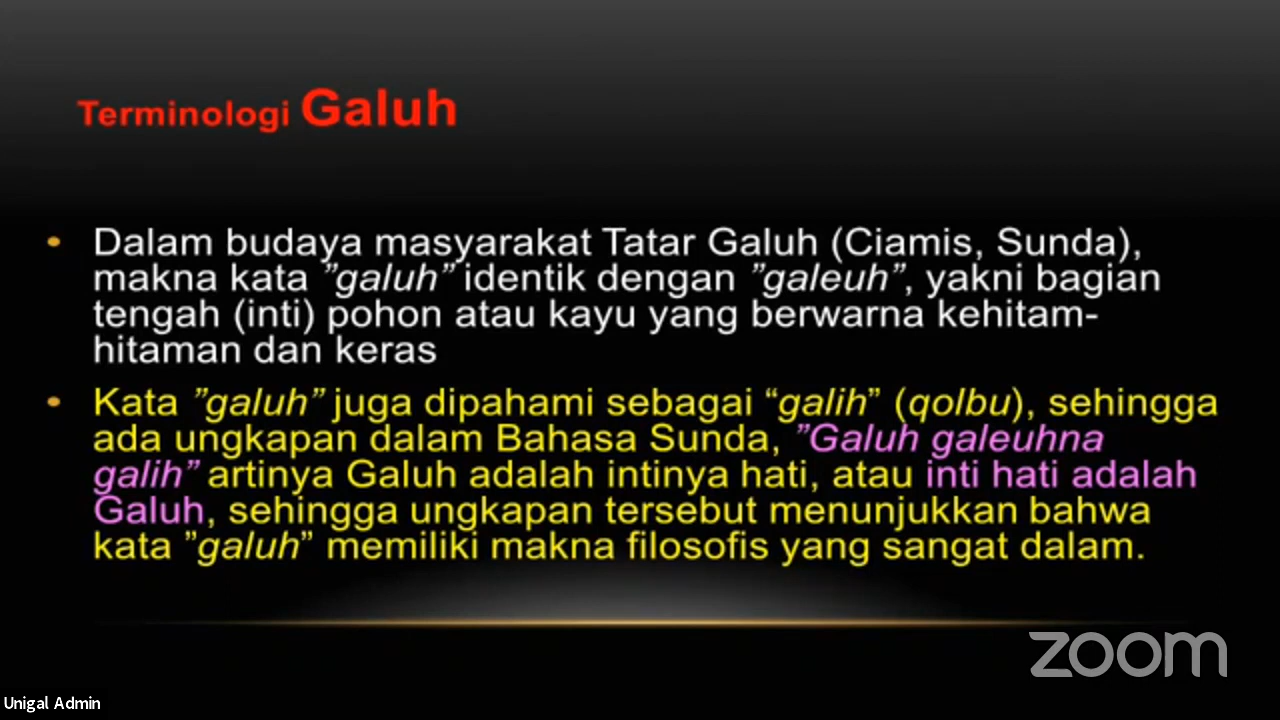 Terminologi Galuh
• Dalam budaya masyarakat Tatar Galuh (Ciamis, Sunda),
makna kata ”galuh” identik dengan ”galeuh”, yakni bagian
tengah (inti) pohon atau kayu yang berwarna kehitam-
hitaman dan keras
• Kata ”galuh” juga dipahami sebagai “galih” (qolbu), sehingga
ada ungkapan dalam Bahasa Sunda, ”Galuh galeuhna
galih” artinya Galuh adalah intinya hati, atau inti hati adalah
Galuh, sehingga ungkapan tersebut menunjukkan bahwa
kata ”galuh” memiliki makna filosofis yang sangat dalam.
zoom
Unigal Admin